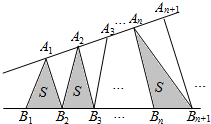 A₁ A₂ A₃ ··· Aₙ Aₙ₊₁
S S S
B₁ B₂ B₃ ··· Bₙ Bₙ₊₁ ···